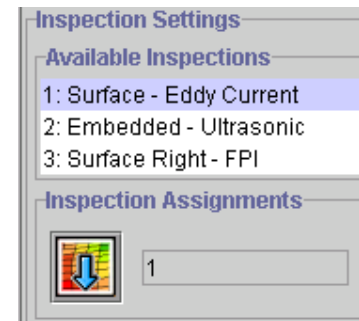 Inspection Settings
Available Inspections
1: Surface - Eddy Current
2: Embedded - Ultrasonic
3: Surface Right - FPI
Inspection Assignments
1